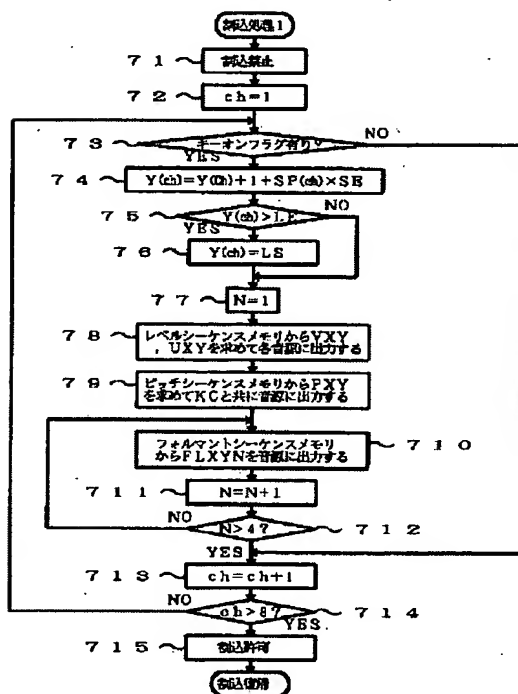 割込処理1
71
割込禁止
72
ch=1
73
キーオンフラグ有り?
NO
YES
74
Y(ch)=Y(Ch)+1+SP(ch)×SE
75
Y(ch)>LE
NO
YES
76
Y(ch)=LS
77
N=1
78
レベルシーケンスメモリからVXY
,UXYを求めて各音源に出力する
79
ピッチシーケンスメモリからPXY
を求めてKCと共に音源に出力する
フォルマントシーケンスメモリ
からFLXYNを音源に出力する
710
711
N=N+1
NO
N>4?
712
YES
713
ch=ch+1
NO
ch>8?
714
YES
715
割込許可